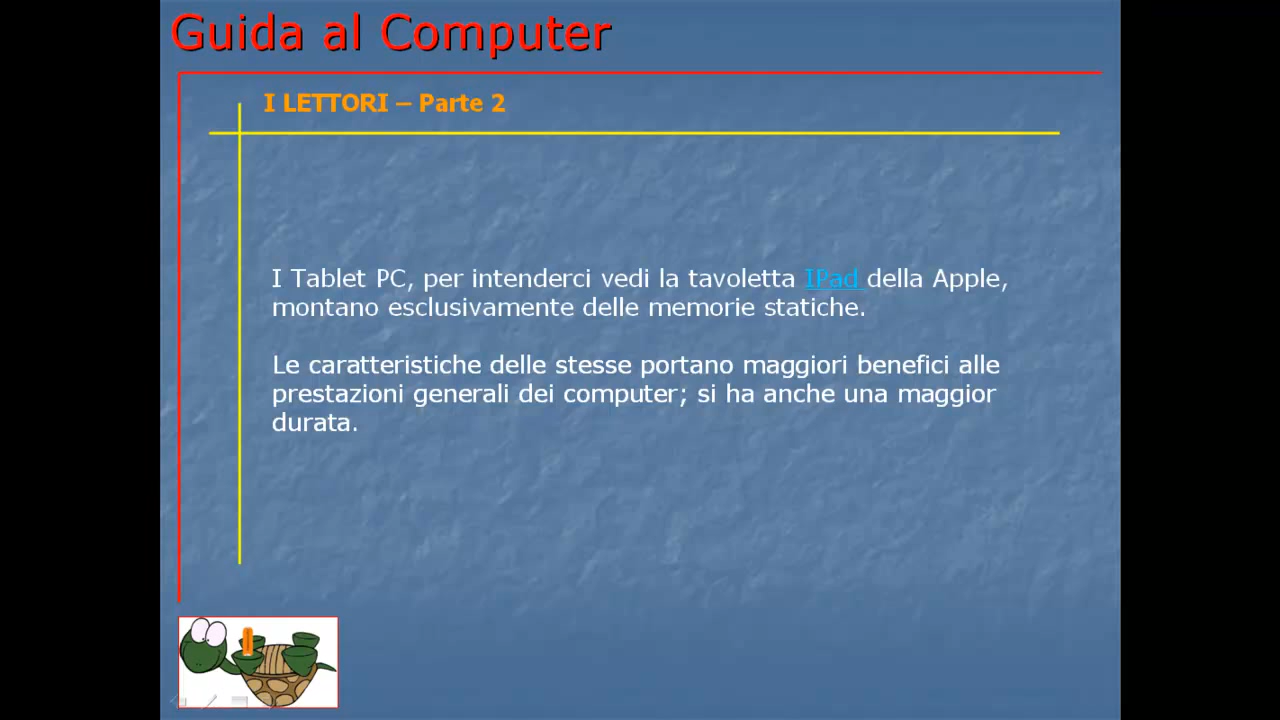 Guida al Computer
I LETTORI – Parte 2
I Tablet PC, per intenderci vedi la tavoletta IPad della Apple,
montano esclusivamente delle memorie statiche.
Le caratteristiche delle stesse portano maggiori benefici alle
prestazioni generali dei computer; si ha anche una maggior
durata.